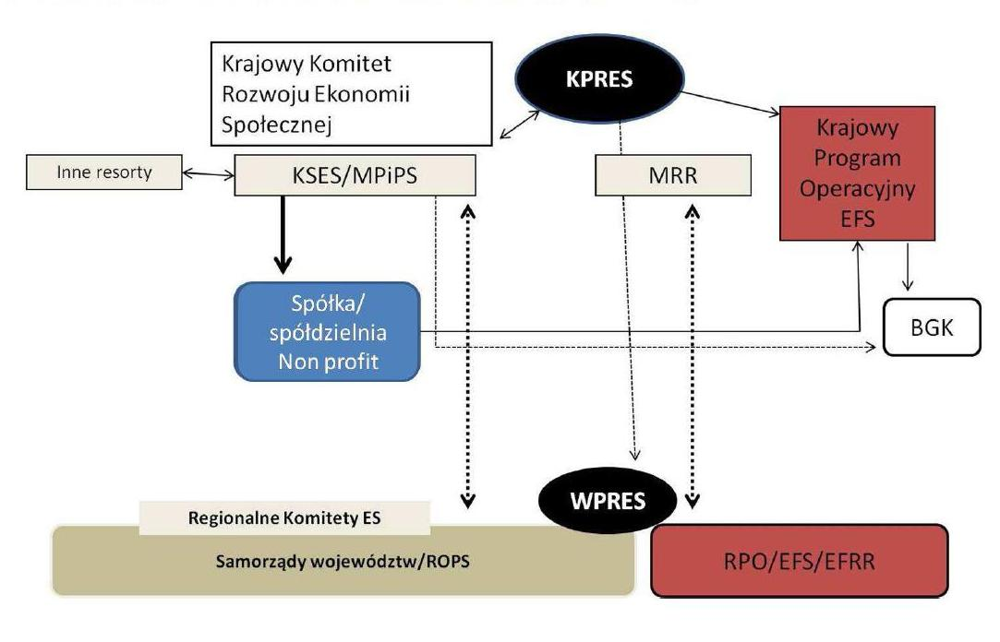 Krajowy Komitet
Rozwoju Ekonomii
Społecznej
KPRES
Krajowy
Program
Operacyjny
EFS
Inne resorty
KSES/MPiPS
MRR
Spółka/
spółdzielnia
Non profit
BGK
WPRES
Regionalne Komitety ES
Samorządy województw/ROPS
RPO/EFS/EFRR